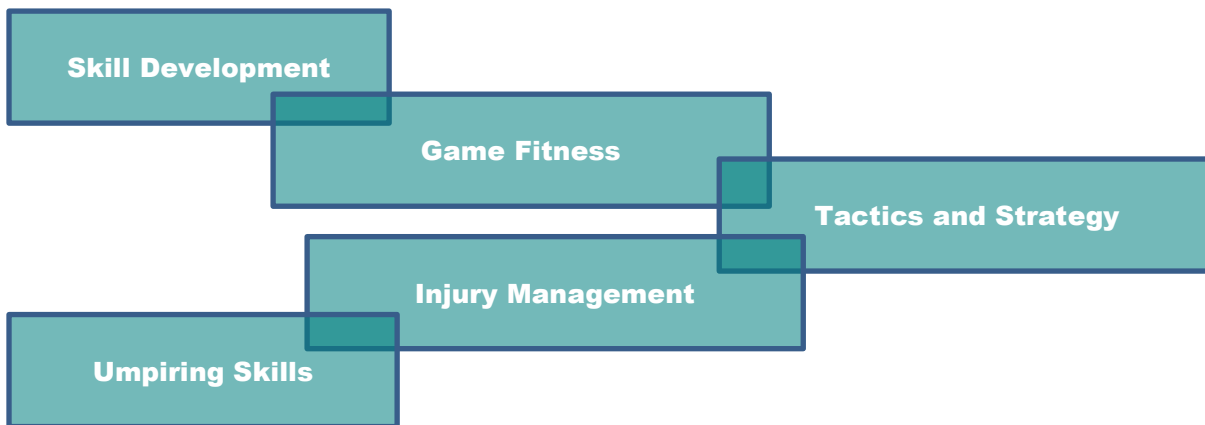 Skill Development
Game Fitness
Tactics and Strategy
Injury Management
Umpiring Skills